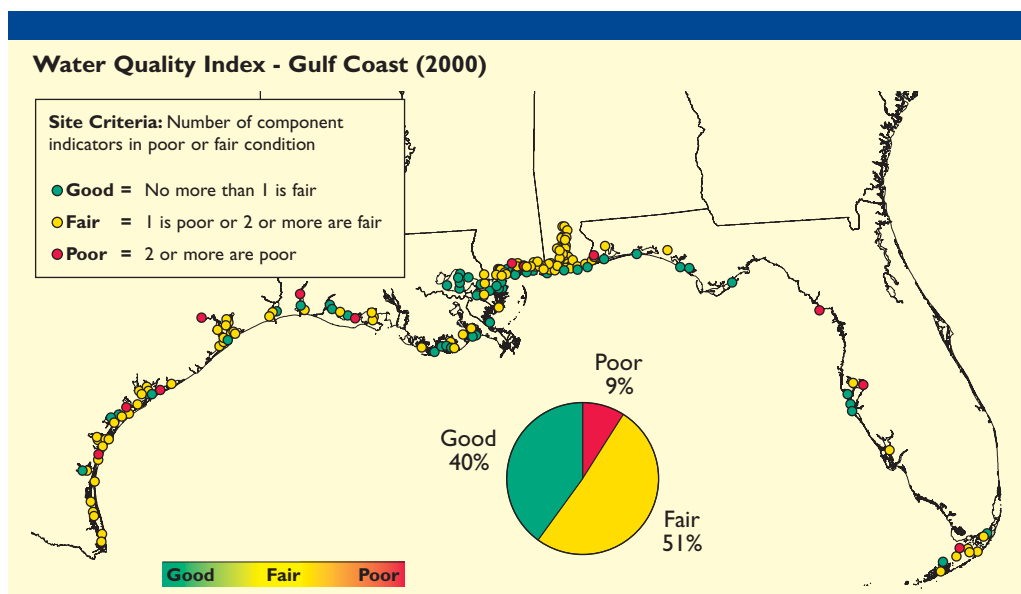 Water Quality Index - Gulf Coast (2000)
Site Criteria: Number of component
indicators in poor or fair condition
Good = No more than 1 is fair
Fair = 1 is poor or 2 or more are fair
Poor = 2 or more are poor
Poor
9%
Good
40%
Fair
51%
Good Fair Poor